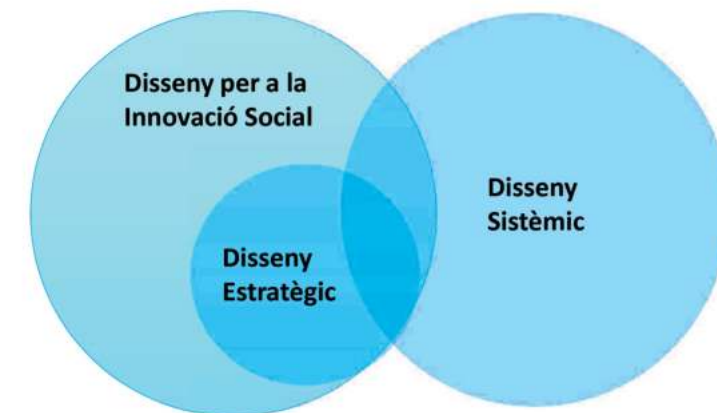 Disseny per a la
Innovació Social
Disseny
Sistèmic
Disseny
Estratègic